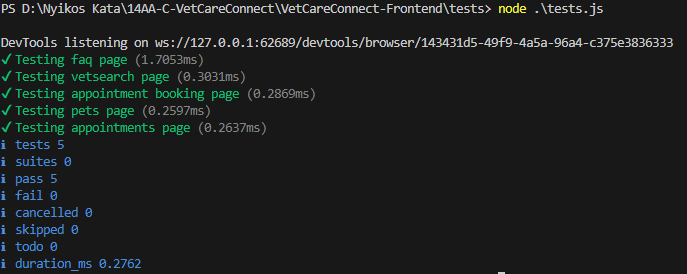 PS D:\Nyikos Kata\14AA-C-VetCareConnect\VetCareConnect-Frontend\tests> node .\tests.js
DevTools listening on ws://127.0.0.1:62689/devtools/browser/143431d5-49f9-4a5a-96a4-c375e3836333
✔ Testing faq page (1.7053ms)
✔ Testing vetsearch page (0.3031ms)
✔ Testing appointment booking page (0.2869ms)
✔ Testing pets page (0.2597ms)
✔ Testing appointments page (0.2637ms)
ℹ tests 5
ℹ suites 0
ℹ pass 5
ℹ fail 0
ℹ cancelled 0
ℹ skipped 0
ℹ todo 0
ℹ duration_ms 0.2762